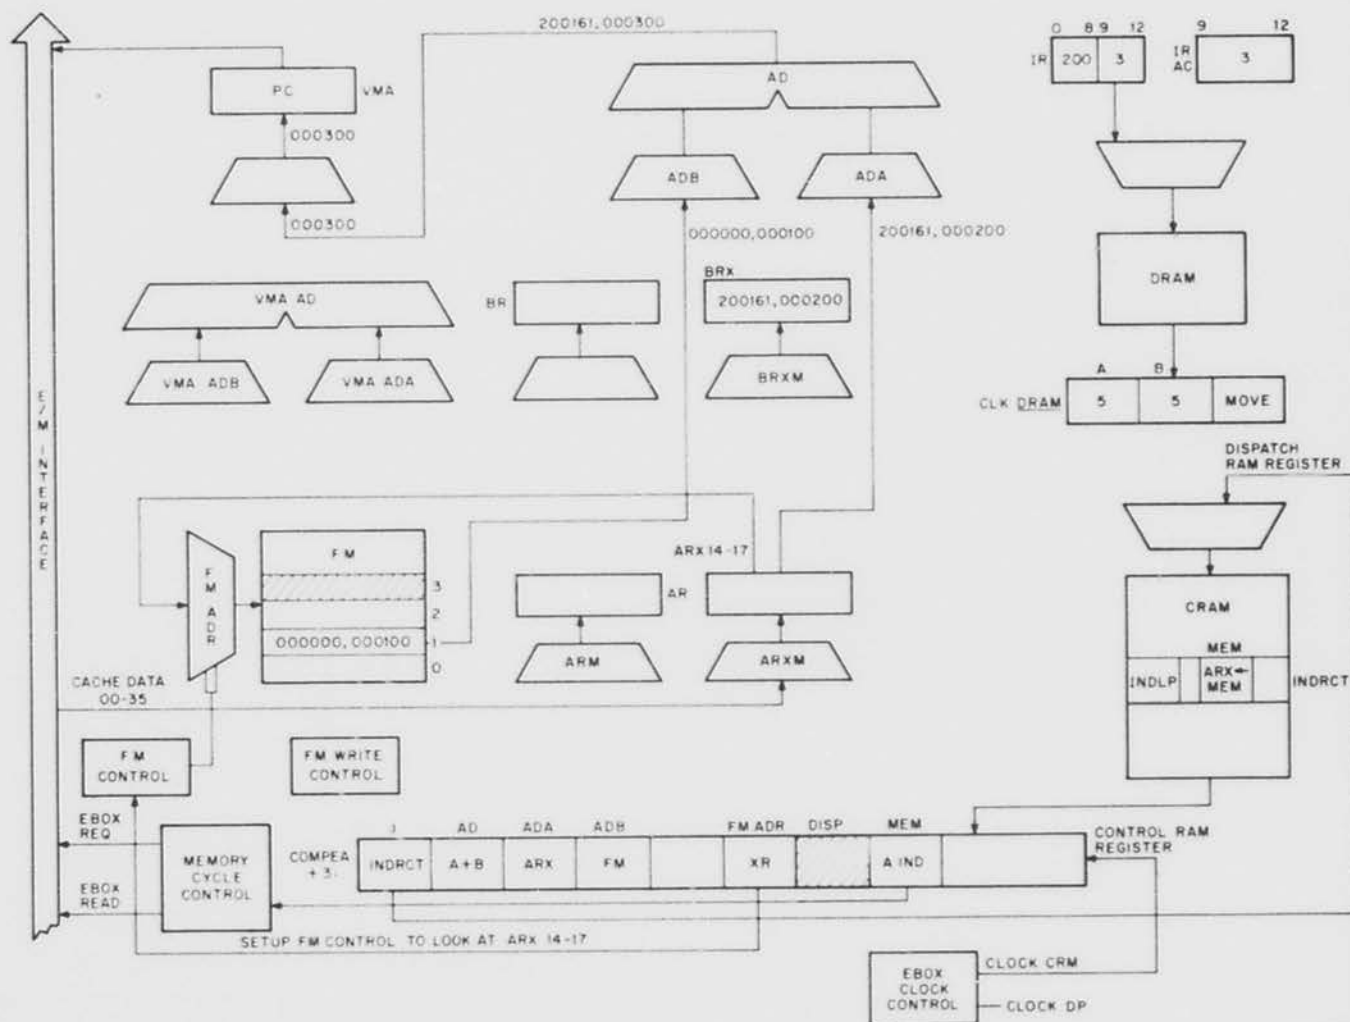 200161,000300
0 8 9 12
9 12
IR 200 3
IR AC 3
PC VMA
AD
000300
ADB
ADA
000300
000000,000100
200161,000200
DRAM
VMA AD
BR
BRX
200161,000200
VMA ADB
VMA ADA
BRXM
A B
CLK DRAM 5 5 MOVE
E/M INTERFACE
DISPATCH
RAM REGISTER
FM ADR
FM
3
2
000000,000100 1
0
ARX 14-17
AR
ARM
ARXM
CRAM
MEM
INDLP ARX← MEM INDRCT
CACHE DATA
00-35
FM
CONTROL
FM WRITE
CONTROL
EBOX
REQ
MEMORY
CYCLE
CONTROL
EBOX
READ
J AD ADA ADB FM ADR DISP MEM
COMPEA
+3.
INDRCT A+B ARX FM XR A IND
CONTROL RAM
REGISTER
SETUP FM CONTROL TO LOOK AT ARX 14-17
EBOX
CLOCK
CONTROL
CLOCK CRM
CLOCK DP